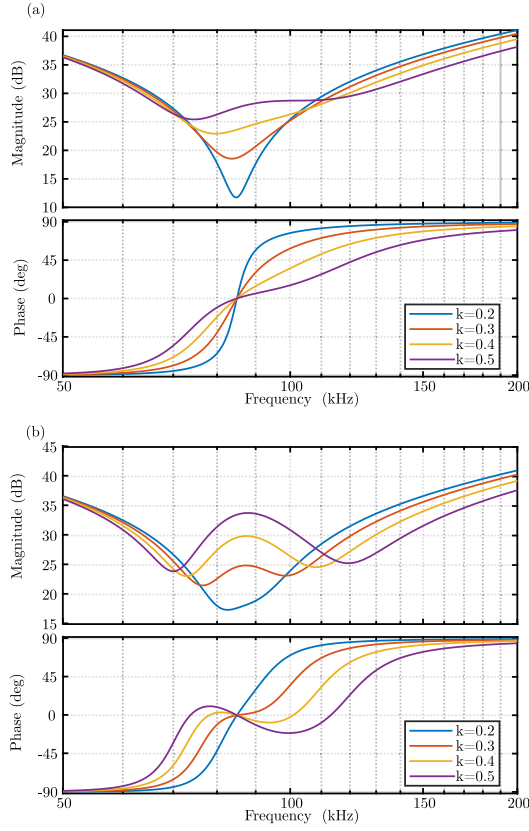 (a)
40
35
30
25
20
15
10
Magnitude (dB)
90
45
0
-45
-90
Phase (deg)
k=0.2
k=0.3
k=0.4
k=0.5
50
100
150
200
Frequency (kHz)
(b)
45
40
35
30
25
20
15
Magnitude (dB)
90
45
0
-45
-90
Phase (deg)
k=0.2
k=0.3
k=0.4
k=0.5
50
100
150
200
Frequency (kHz)